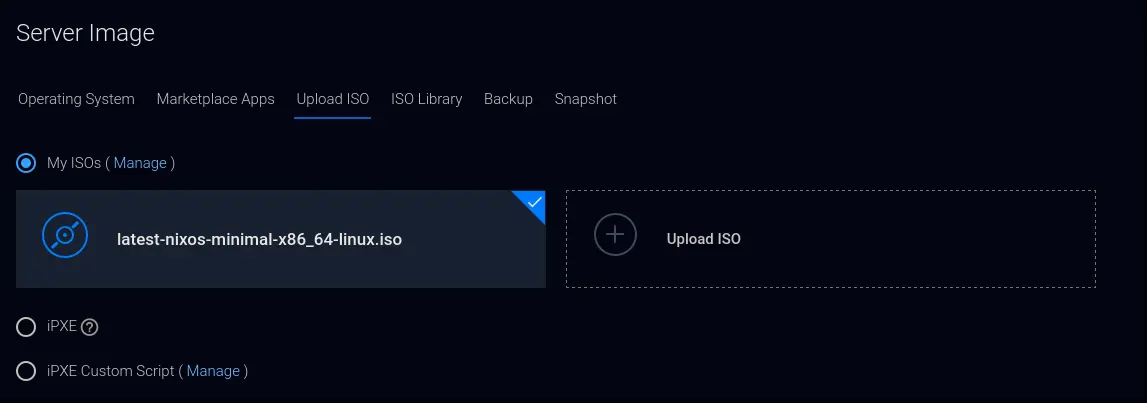 Server Image
Operating System Marketplace Apps Upload ISO ISO Library Backup Snapshot
My ISOs ( Manage )
latest-nixos-minimal-x86_64-linux.iso Upload ISO
iPXE ?
iPXE Custom Script ( Manage )